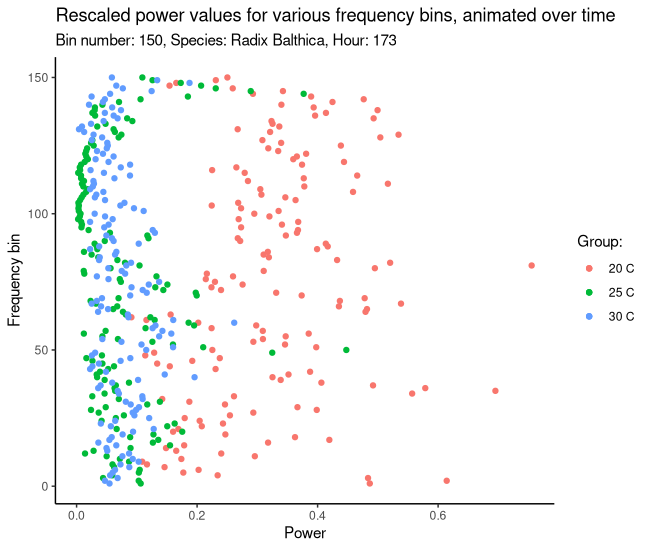 Rescaled power values for various frequency bins, animated over time
Bin number: 150, Species: Radix Balthica, Hour: 173
150
100
50
0
Frequency bin
0.0 0.2 0.4 0.6
Power
Group:
20 C
25 C
30 C